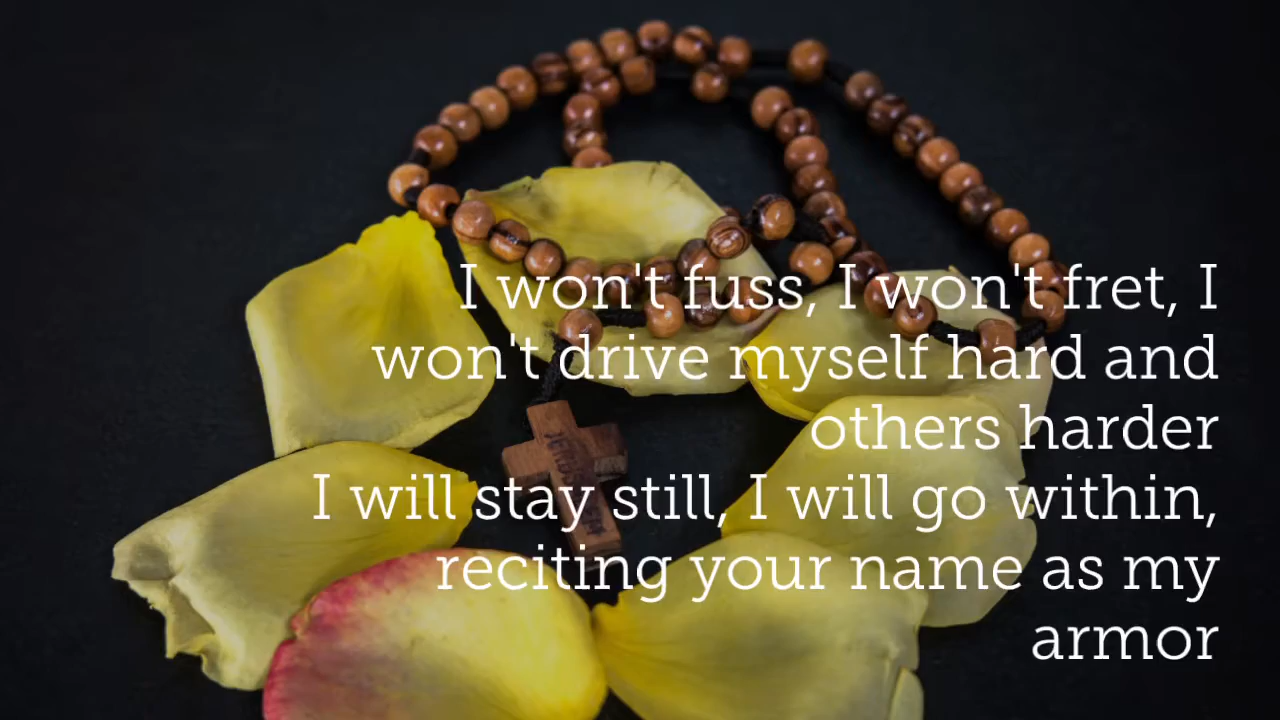 I won't fuss, I won't fret, I
won't drive myself hard and
others harder
I will stay still, I will go within,
reciting your name as my
armor